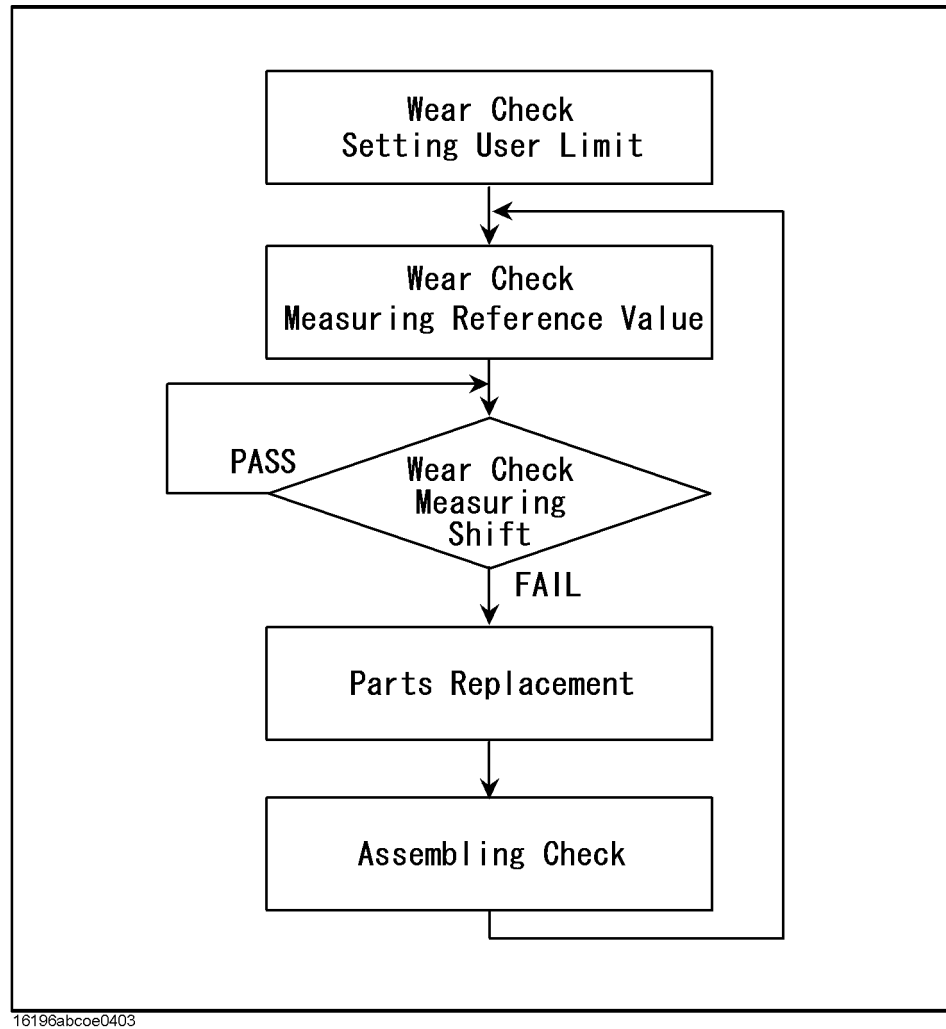 Wear Check
Setting User Limit
Wear Check
Measuring Reference Value
PASS
Wear Check
Measuring
Shift
FAIL
Parts Replacement
Assembling Check
16196abcoe0403